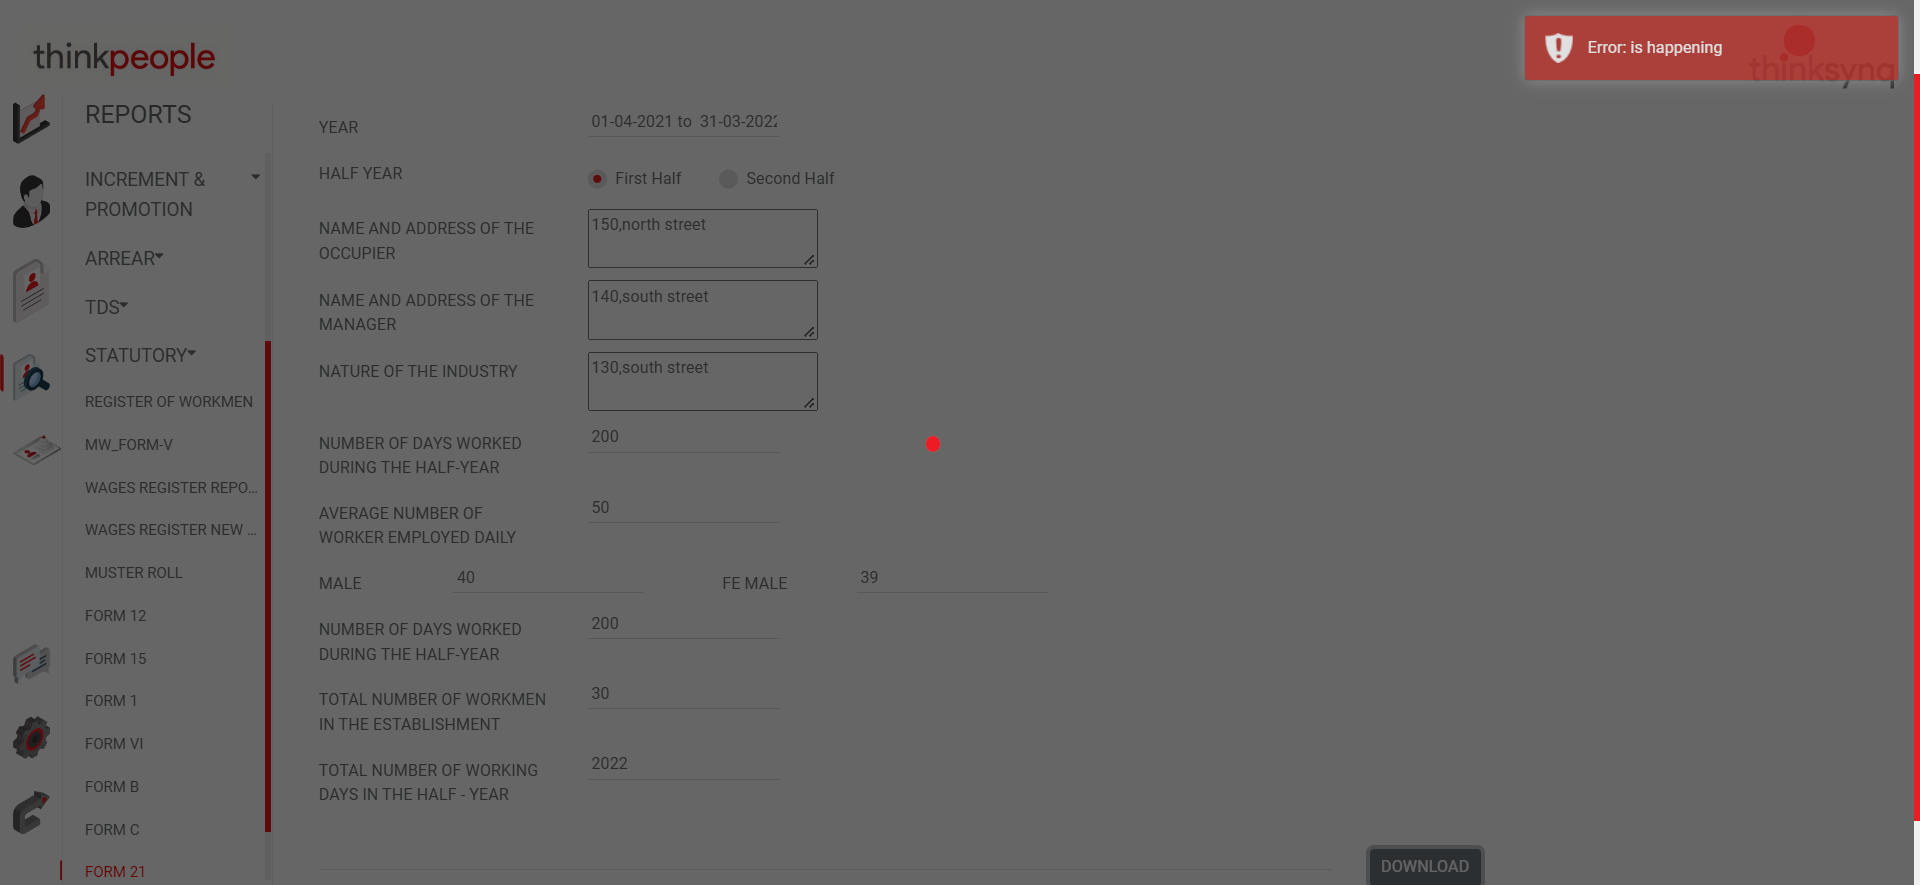 thinkpeople
Error: is happening
thinksynq
REPORTS
INCREMENT &
PROMOTION
ARREAR
TDS
STATUTORY
REGISTER OF WORKMEN
MW_FORM-V
WAGES REGISTER REPO...
WAGES REGISTER NEW ...
MUSTER ROLL
FORM 12
FORM 15
FORM 1
FORM VI
FORM B
FORM C
FORM 21
YEAR
01-04-2021 to 31-03-2022
HALF YEAR
First Half
Second Half
NAME AND ADDRESS OF THE
OCCUPIER
150,north street
NAME AND ADDRESS OF THE
MANAGER
140,south street
NATURE OF THE INDUSTRY
130,south street
NUMBER OF DAYS WORKED
DURING THE HALF-YEAR
200
AVERAGE NUMBER OF
WORKER EMPLOYED DAILY
50
MALE
40
FE MALE
39
NUMBER OF DAYS WORKED
DURING THE HALF-YEAR
200
TOTAL NUMBER OF WORKMEN
IN THE ESTABLISHMENT
30
TOTAL NUMBER OF WORKING
DAYS IN THE HALF - YEAR
2022
DOWNLOAD